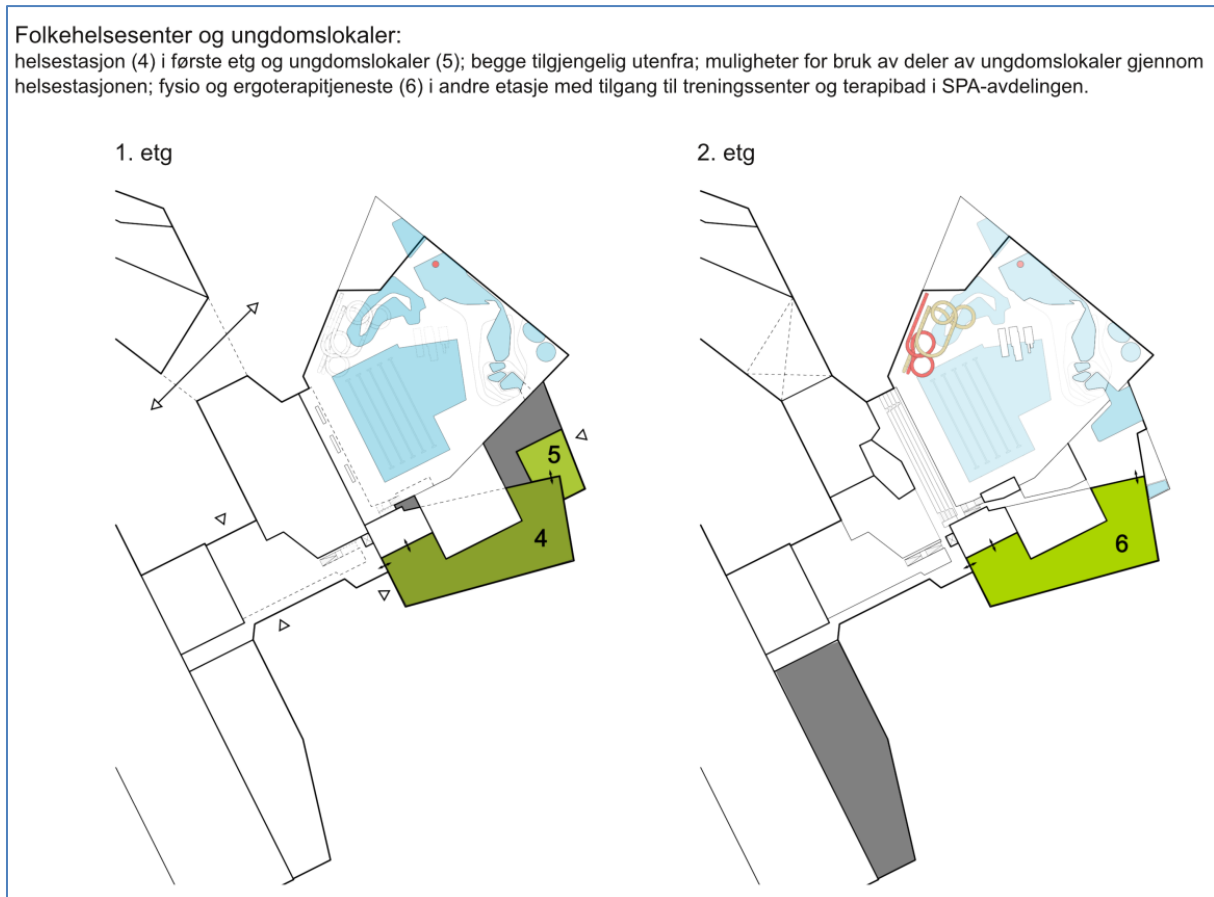 Folkehelsesenter og ungdomslokaler:
helsestasjon (4) i første etg og ungdomslokaler (5); begge tilgjengelig utenfra; muligheter for bruk av deler av ungdomslokaler gjennom
helsestasjonen; fysio og ergoterapitjeneste (6) i andre etasje med tilgang til treningssenter og terapibad i SPA-avdelingen.
1. etg
2. etg
5
4
6